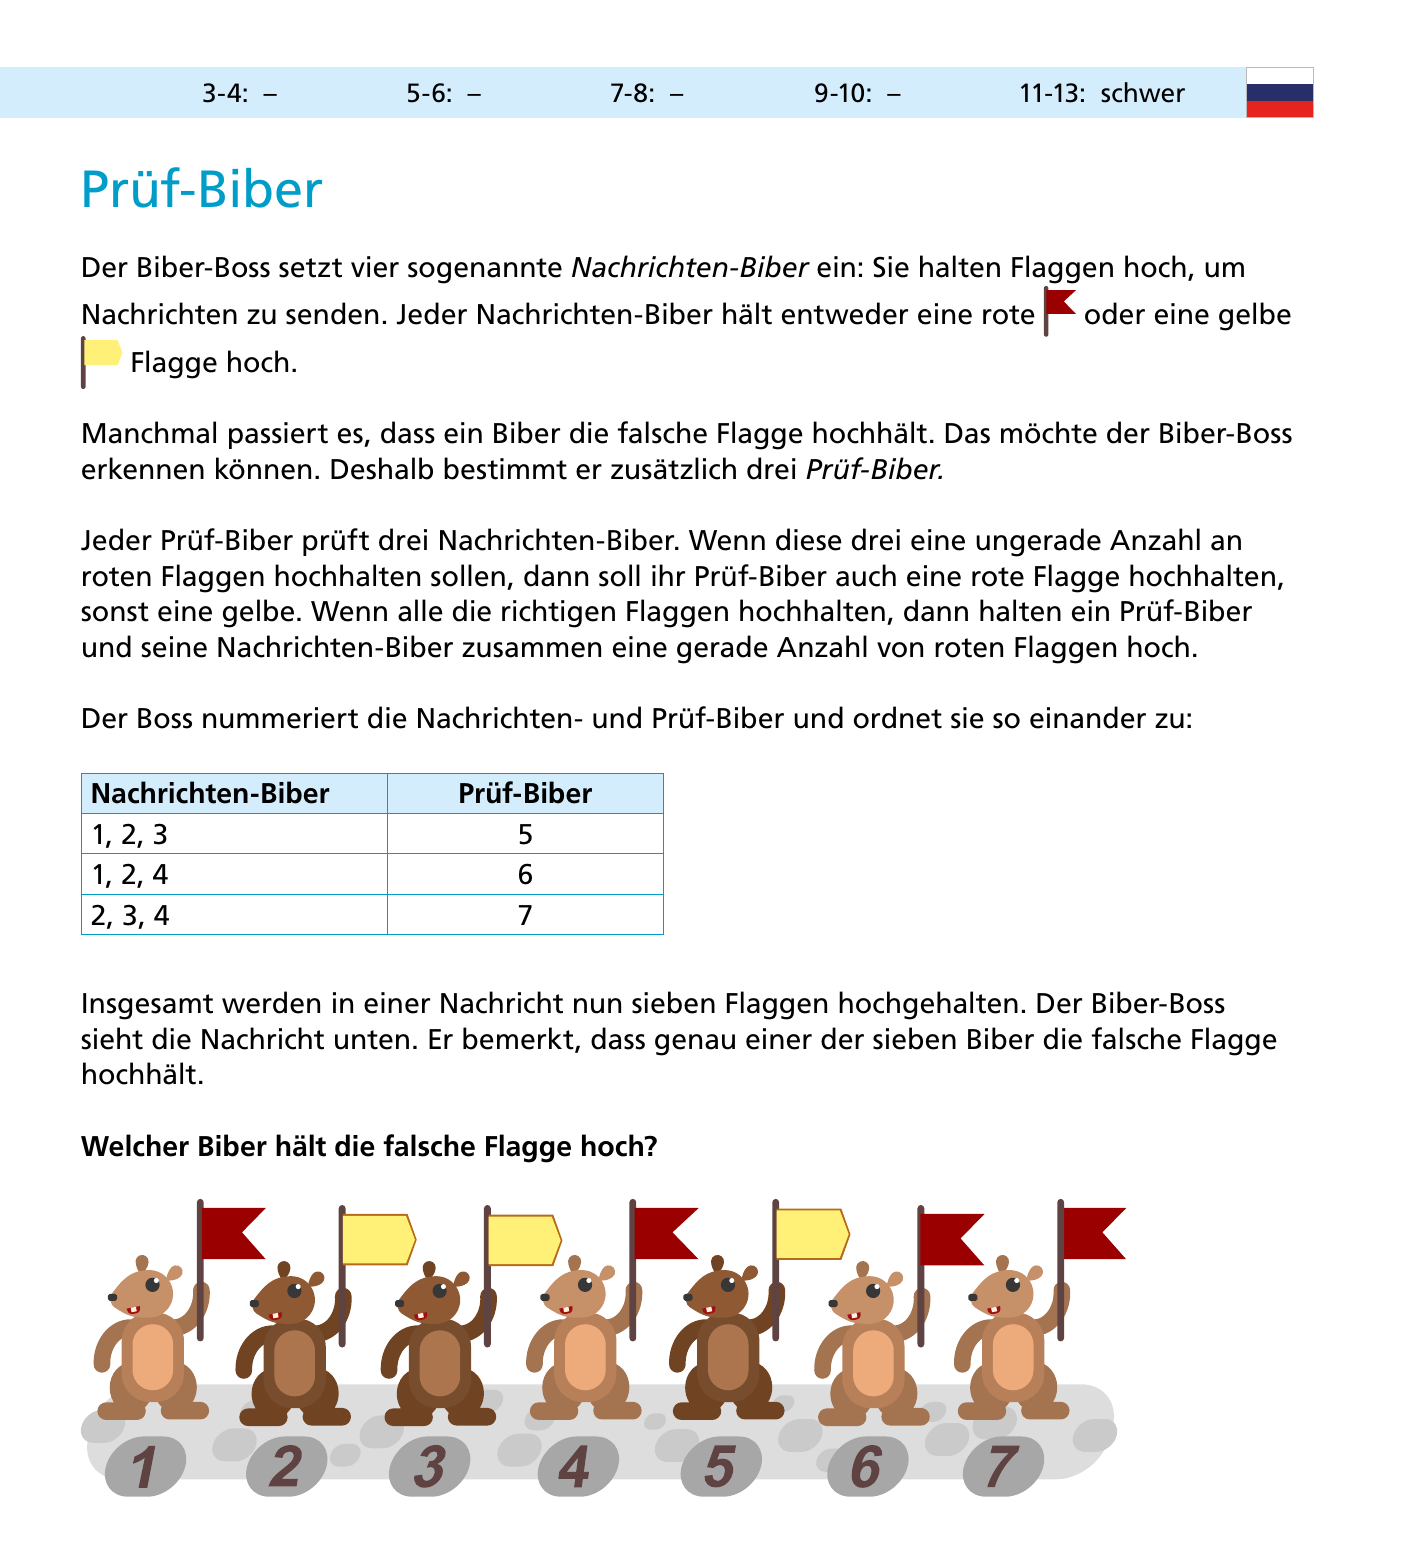 3-4: –   5-6: –   7-8: –   9-10: –   11-13: schwer
Prüf-Biber
Der Biber-Boss setzt vier sogenannte Nachrichten-Biber ein: Sie halten Flaggen hoch, um
Nachrichten zu senden. Jeder Nachrichten-Biber hält entweder eine rote oder eine gelbe
Flagge hoch.
Manchmal passiert es, dass ein Biber die falsche Flagge hochhält. Das möchte der Biber-Boss
erkennen können. Deshalb bestimmt er zusätzlich drei Prüf-Biber.
Jeder Prüf-Biber prüft drei Nachrichten-Biber. Wenn diese drei eine ungerade Anzahl an
roten Flaggen hochhalten sollen, dann soll ihr Prüf-Biber auch eine rote Flagge hochhalten,
sonst eine gelbe. Wenn alle die richtigen Flaggen hochhalten, dann halten ein Prüf-Biber
und seine Nachrichten-Biber zusammen eine gerade Anzahl von roten Flaggen hoch.
Der Boss nummeriert die Nachrichten- und Prüf-Biber und ordnet sie so einander zu:
Nachrichten-Biber   Prüf-Biber
1, 2, 3   5
1, 2, 4   6
2, 3, 4   7
Insgesamt werden in einer Nachricht nun sieben Flaggen hochgehalten. Der Biber-Boss
sieht die Nachricht unten. Er bemerkt, dass genau einer der sieben Biber die falsche Flagge
hochhält.
Welcher Biber hält die falsche Flagge hoch?
1 2 3 4 5 6 7